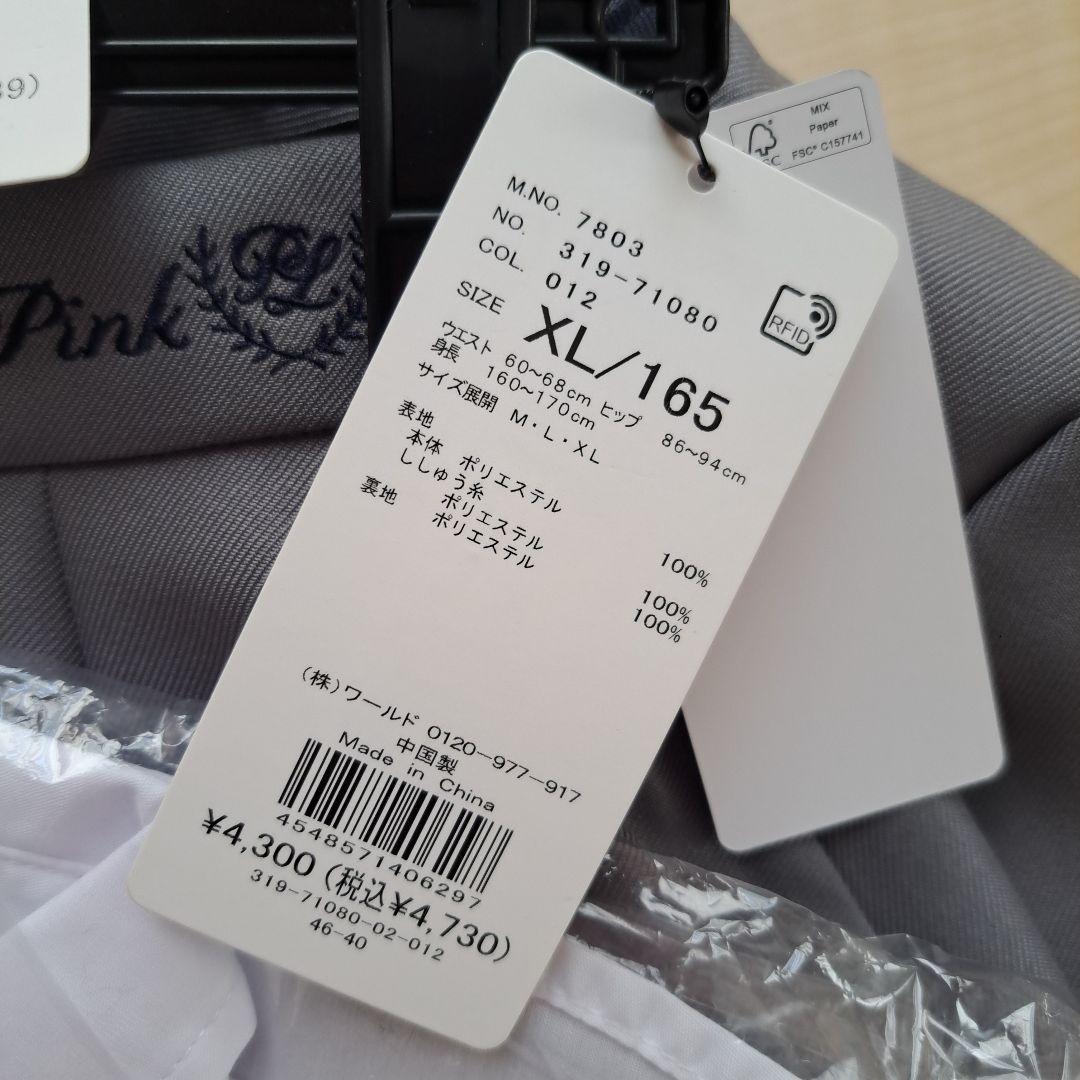 39)
MIX
Paper
FSC® C157741
Pink PL
M.NO. 7803
NO. 319-71080
COL. 012
RFID
SIZE XL/165
ウエスト 60~68cm ヒップ 86~94cm
身長 160~170cm
サイズ展開 M・L・XL
表地
本体 ポリエステル 100%
ししゅう糸
ポリエステル 100%
裏地 ポリエステル 100%
(株)ワールド 0120-977-917
中国製
Made in China
4548571406297
¥4,300 (税込¥4,730)
319-71080-02-012
46-40